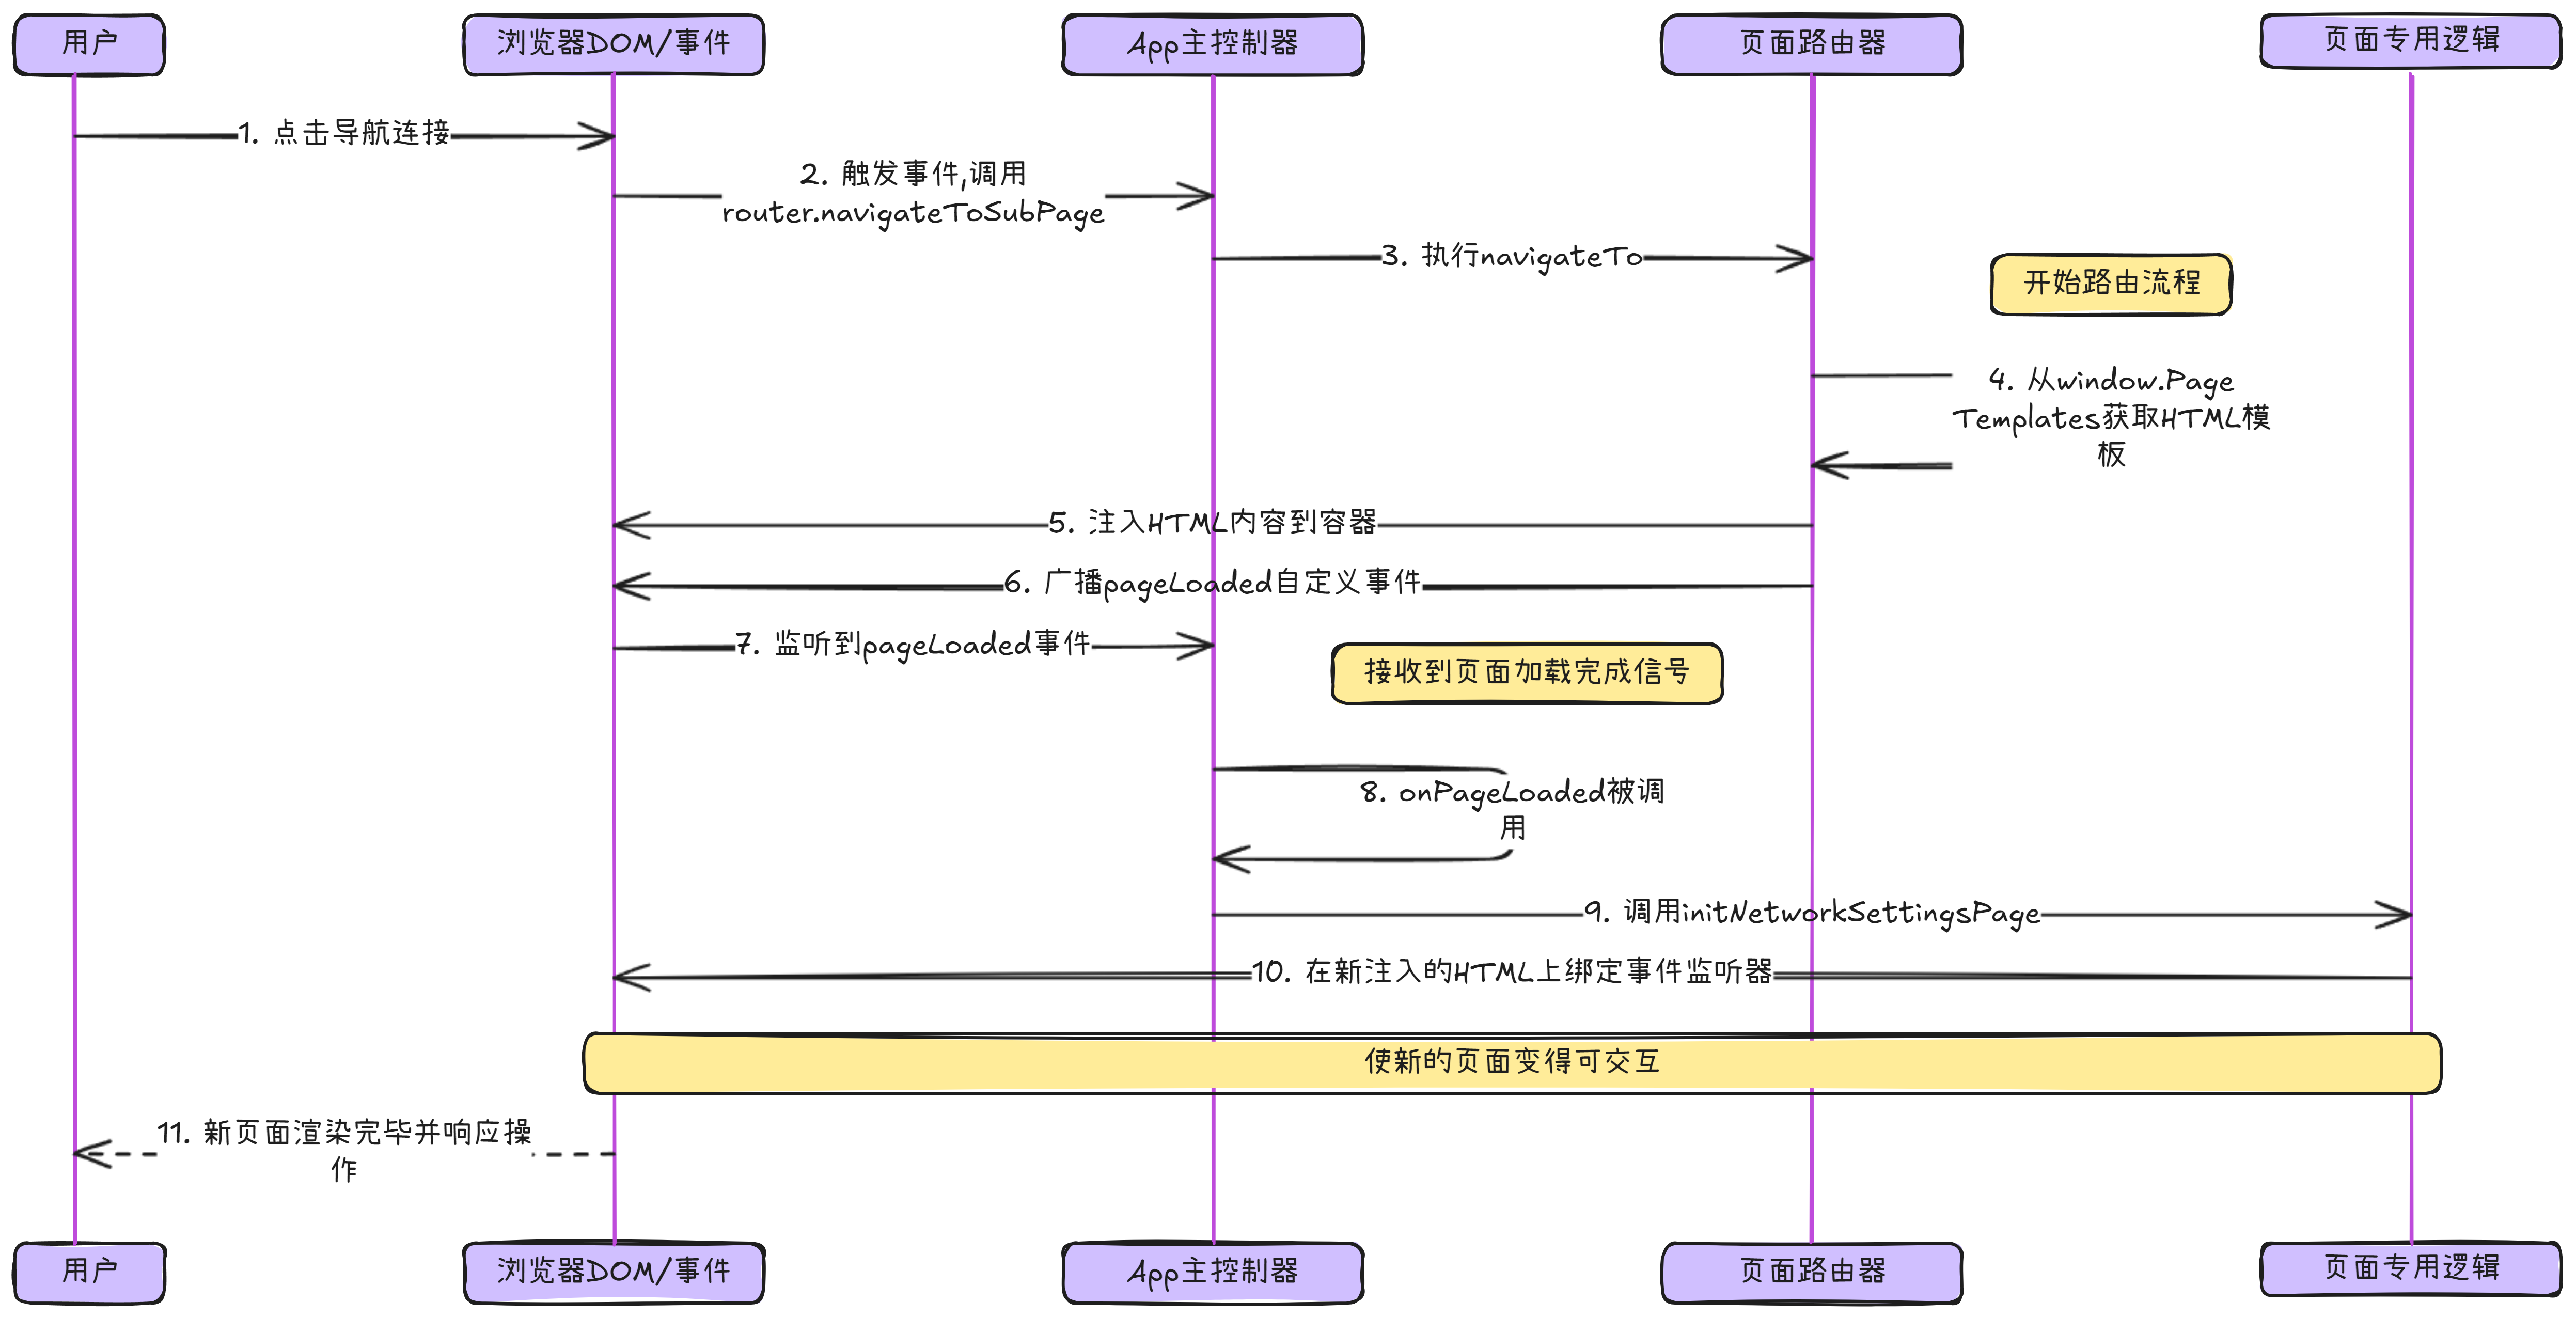 用户
浏览器DOM/事件
App主控制器
页面路由器
页面专用逻辑
1. 点击导航连接
2. 触发事件,调用
router.navigateToSubPage
3. 执行navigateTo
开始路由流程
4. 从window.Page
Templates获取HTML模
板
5. 注入HTML内容到容器
6. 广播pageLoaded自定义事件
7. 监听到pageLoaded事件
接收到页面加载完成信号
8. onPageLoaded被调
用
9. 调用initNetworkSettingsPage
10. 在新注入的HTML上绑定事件监听器
使新的页面变得可交互
11. 新页面渲染完毕并响应操
作
用户
浏览器DOM/事件
App主控制器
页面路由器
页面专用逻辑